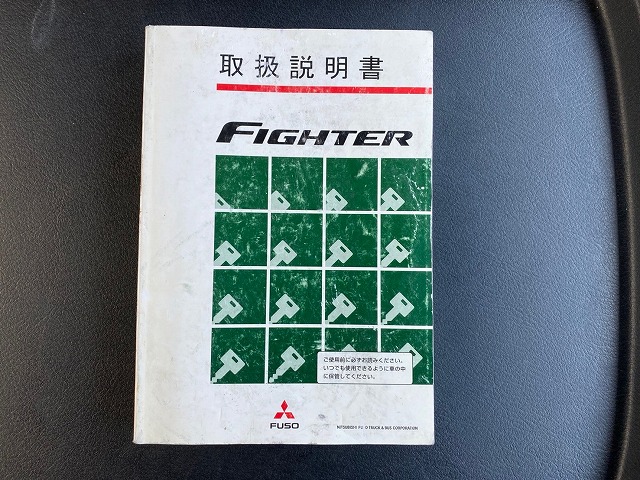 取扱説明書
FIGHTER
ご使用前に必ずお読みください。
いつでも使用できるように車の中
に保管してください。
FUSO
MITSUBISHI FU O TRUCK & BUS CORPORATION